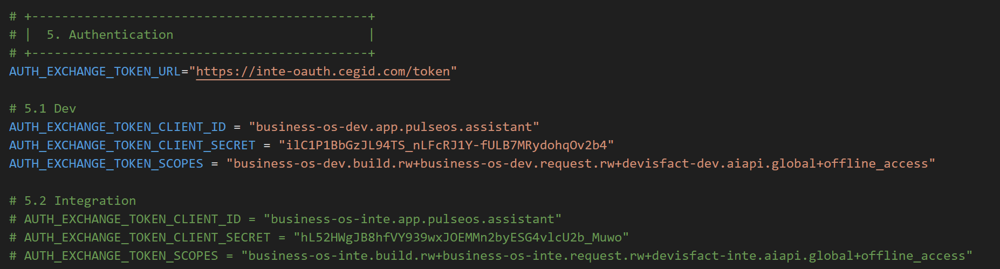 # +---------------------------------------------+
# |  5. Authentication                          |
# +---------------------------------------------+
AUTH_EXCHANGE_TOKEN_URL="https://inte-oauth.cegid.com/token"
# 5.1 Dev
AUTH_EXCHANGE_TOKEN_CLIENT_ID = "business-os-dev.app.pulseos.assistant"
AUTH_EXCHANGE_TOKEN_CLIENT_SECRET = "ilC1P1BbGzJL94TS_nLFcRJ1Y-fULB7MRydohqOv2b4"
AUTH_EXCHANGE_TOKEN_SCOPES = "business-os-dev.build.rw+business-os-dev.request.rw+devisfact-dev.aiapi.global+offline_access"
# 5.2 Integration
# AUTH_EXCHANGE_TOKEN_CLIENT_ID = "business-os-inte.app.pulseos.assistant"
# AUTH_EXCHANGE_TOKEN_CLIENT_SECRET = "hL52HWgJB8hfVY939wxJOEMMn2byESG4vlcU2b_Muwo"
# AUTH_EXCHANGE_TOKEN_SCOPES = "business-os-inte.build.rw+business-os-inte.request.rw+devisfact-inte.aiapi.global+offline_access"